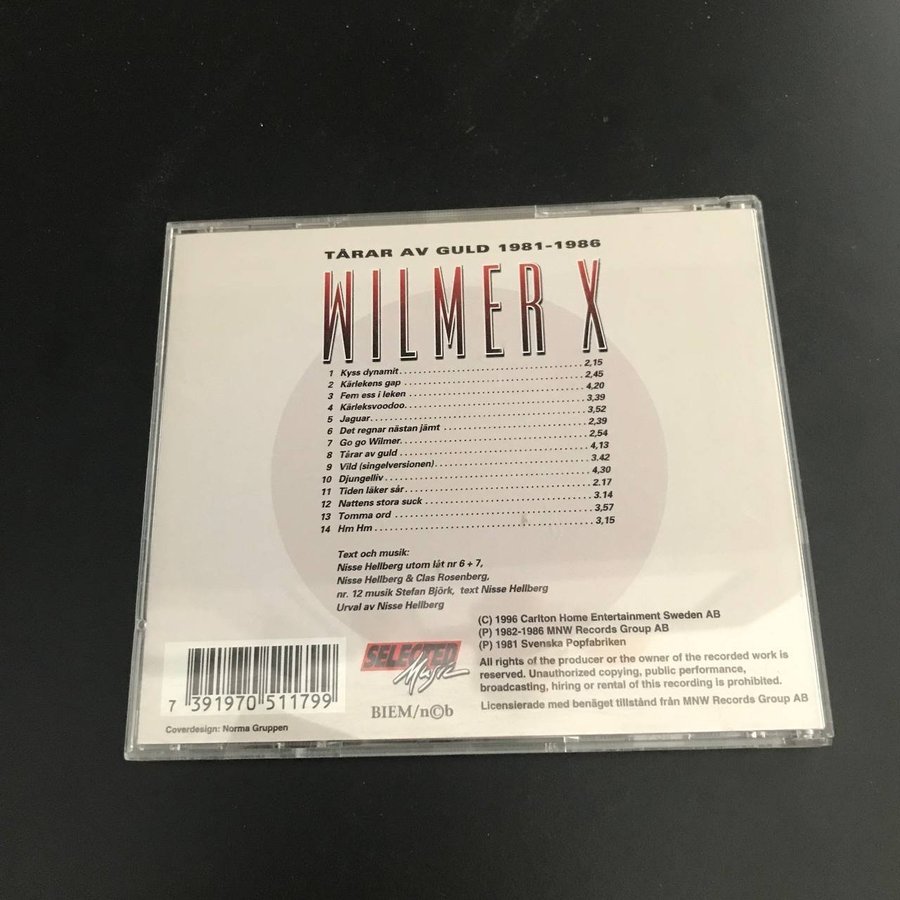 TÅRAR AV GULD 1981-1986
WILMER X
1 Kyss dynamit 2,15
2 Kärlekens gap 2,45
3 Fem ess i leken 4,20
4 Kärleksvoodoo 3,39
5 Jaguar 3,52
6 Det regnar nästan jämt 2,39
7 Go go Wilmer 2,54
8 Tårar av guld 4,13
9 Vild (singelversionen) 3.42
10 Djungelliv 4,30
11 Tiden läker sår 2.17
12 Nattens stora suck 3.14
13 Tomma ord 3,57
14 Hm Hm 3,15
Text och musik:
Nisse Hellberg utom låt nr 6 + 7,
Nisse Hellberg & Clas Rosenberg,
nr. 12 musik Stefan Björk, text Nisse Hellberg
Urval av Nisse Hellberg
(C) 1996 Carlton Home Entertainment Sweden AB
(P) 1982-1986 MNW Records Group AB
(P) 1981 Svenska Popfabriken
All rights of the producer or the owner of the recorded work is
reserved. Unauthorized copying, public performance,
broadcasting, hiring or rental of this recording is prohibited.
Licensierade med benäget tillstånd från MNW Records Group AB
SELECTED
Music
BIEM/n©b
7 391970 511799
Coverdesign: Norma Gruppen